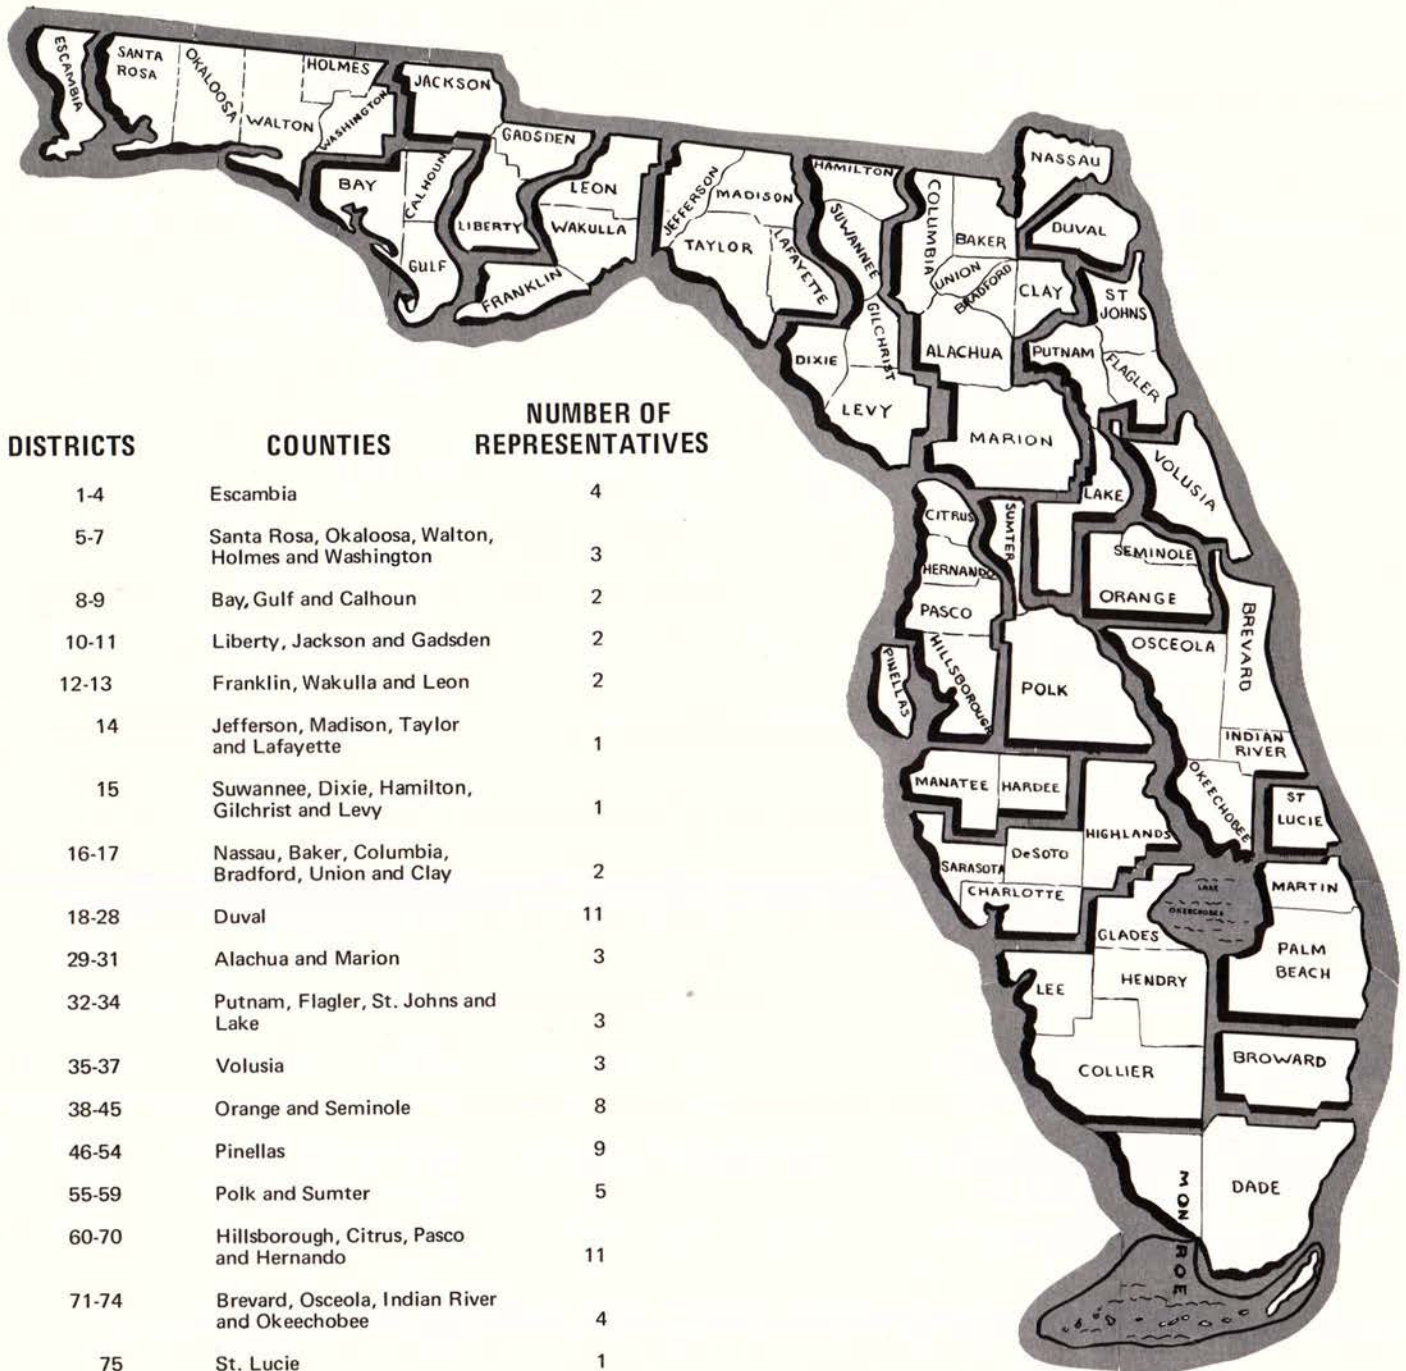 ESCAMBIA
SANTA
ROSA
OKALOOSA
WALTON
HOLMES
WASHINGTON
JACKSON
BAY
CALHOUN
GULF
GADSDEN
LIBERTY
LEON
WAKULLA
FRANKLIN
JEFFERSON
MADISON
TAYLOR
LAFAYETTE
HAMILTON
SUWANNEE
GILCHRIST
DIXIE
LEVY
COLUMBIA
BAKER
UNION
BRADFORD
NASSAU
DUVAL
CLAY
ST
JOHNS
ALACHUA
PUTNAM
FLAGLER
MARION
VOLUSIA
LAKE
CITRUS
SUMTER
SEMINOLE
HERNANDO
ORANGE
PASCO
BREVARD
OSCEOLA
PINELLAS
HILLSBOROUGH
POLK
INDIAN
RIVER
MANATEE
HARDEE
OKEECHOBEE
ST
LUCIE
HIGHLANDS
DeSOTO
SARASOTA
CHARLOTTE
LAKE
OKEECHOBEE
MARTIN
GLADES
PALM
BEACH
LEE
HENDRY
BROWARD
COLLIER
MONROE
DADE
DISTRICTS COUNTIES NUMBER OF
REPRESENTATIVES
1-4 Escambia 4
5-7 Santa Rosa, Okaloosa, Walton,
Holmes and Washington 3
8-9 Bay, Gulf and Calhoun 2
10-11 Liberty, Jackson and Gadsden 2
12-13 Franklin, Wakulla and Leon 2
14 Jefferson, Madison, Taylor
and Lafayette 1
15 Suwannee, Dixie, Hamilton,
Gilchrist and Levy 1
16-17 Nassau, Baker, Columbia,
Bradford, Union and Clay 2
18-28 Duval 11
29-31 Alachua and Marion 3
32-34 Putnam, Flagler, St. Johns and
Lake 3
35-37 Volusia 3
38-45 Orange and Seminole 8
46-54 Pinellas 9
55-59 Polk and Sumter 5
60-70 Hillsborough, Citrus, Pasco
and Hernando 11
71-74 Brevard, Osceola, Indian River
and Okeechobee 4
75 St. Lucie 1